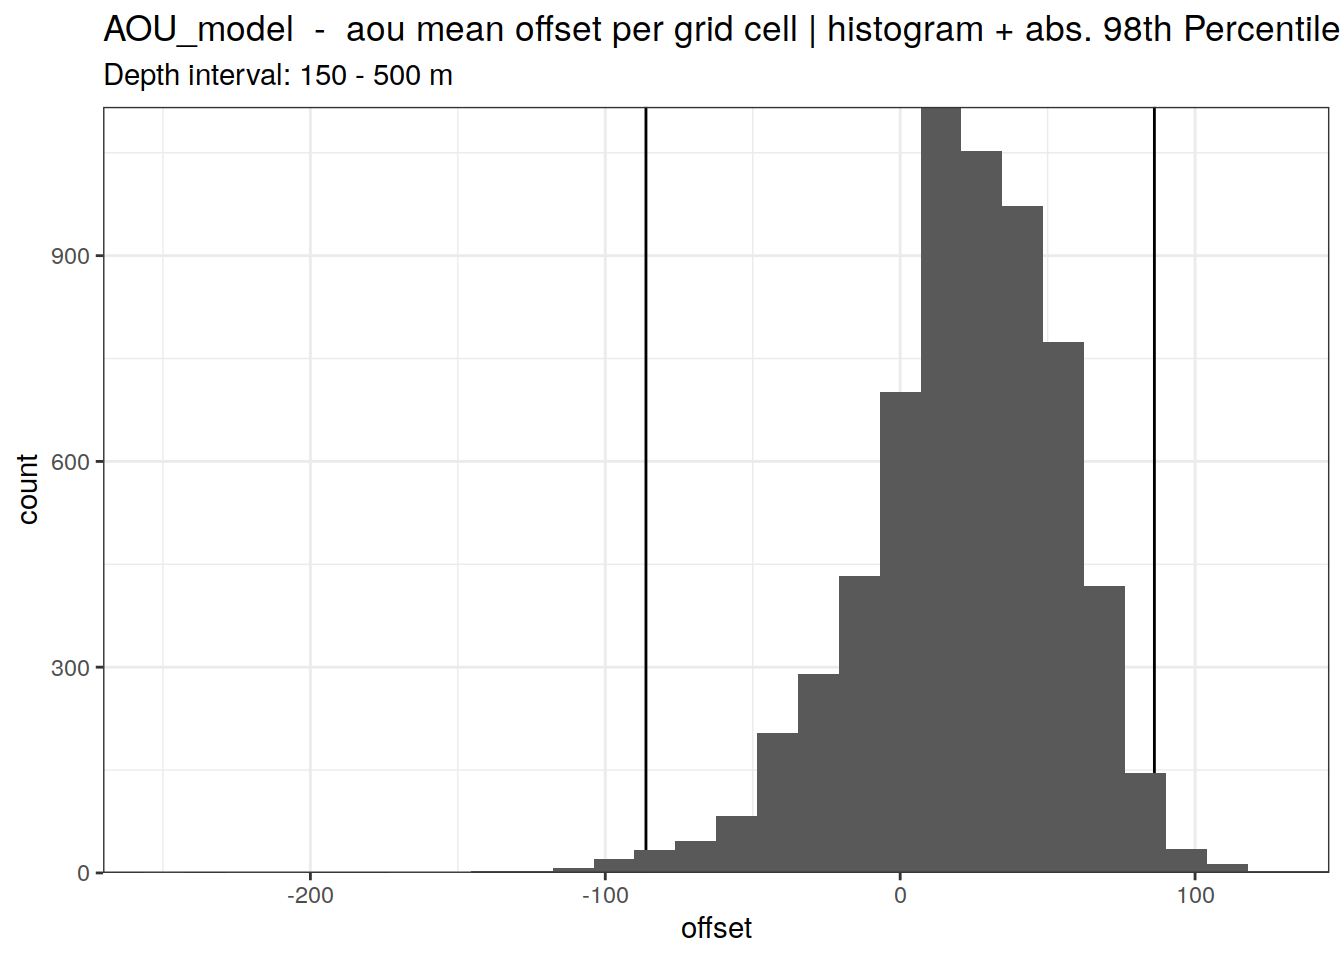 AOU_model  -  aou mean offset per grid cell | histogram + abs. 98th Percentile
Depth interval: 150 - 500 m
900
600
300
0
count
-200
-100
0
100
offset